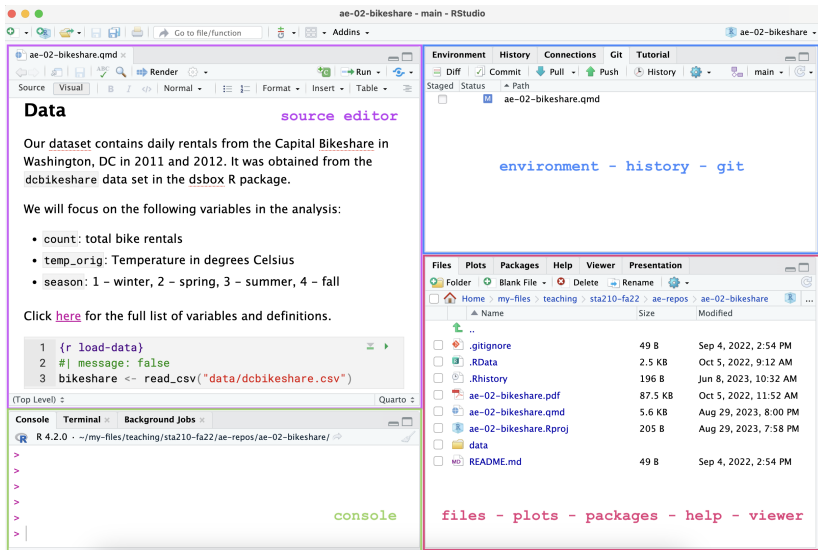 ae-02-bikeshare - main - RStudio
Go to file/function
Addins
ae-02-bikeshare
ae-02-bikeshare.qmd
ABC
Render
Run
Source Visual B I </> Normal Format Insert Table
Data
source editor
Our dataset contains daily rentals from the Capital Bikeshare in
Washington, DC in 2011 and 2012. It was obtained from the
dcbikeshare data set in the dsbox R package.
We will focus on the following variables in the analysis:
• count: total bike rentals
• temp_orig: Temperature in degrees Celsius
• season: 1 - winter, 2 - spring, 3 - summer, 4 - fall
Click here for the full list of variables and definitions.
1 {r load-data}
2 #| message: false
3 bikeshare <- read_csv("data/dcbikeshare.csv")
(Top Level) Quarto
Console Terminal Background Jobs
R 4.2.0 · ~/my-files/teaching/sta210-fa22/ae-repos/ae-02-bikeshare/
>
>
>
>
>
>
console
Environment History Connections Git Tutorial
Diff Commit Pull Push History main
Staged Status Path
M ae-02-bikeshare.qmd
environment - history - git
Files Plots Packages Help Viewer Presentation
Folder Blank File Delete Rename
Home > my-files > teaching > sta210-fa22 > ae-repos > ae-02-bikeshare ...
Name Size Modified
..
.gitignore 49 B Sep 4, 2022, 2:54 PM
.RData 2.5 KB Oct 5, 2022, 9:12 AM
.Rhistory 196 B Jun 8, 2023, 10:32 AM
ae-02-bikeshare.pdf 87.5 KB Oct 5, 2022, 11:52 AM
ae-02-bikeshare.qmd 5.6 KB Aug 29, 2023, 8:00 PM
ae-02-bikeshare.Rproj 205 B Aug 29, 2023, 7:58 PM
data
README.md 49 B Sep 4, 2022, 2:54 PM
files - plots - packages - help - viewer